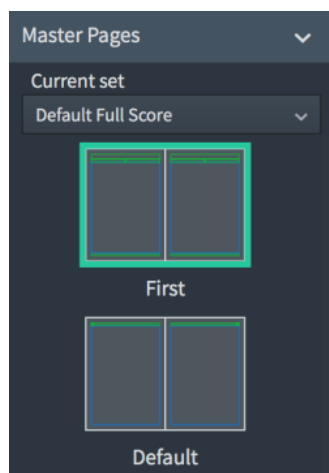 Master Pages
Current set
Default Full Score
First
Default